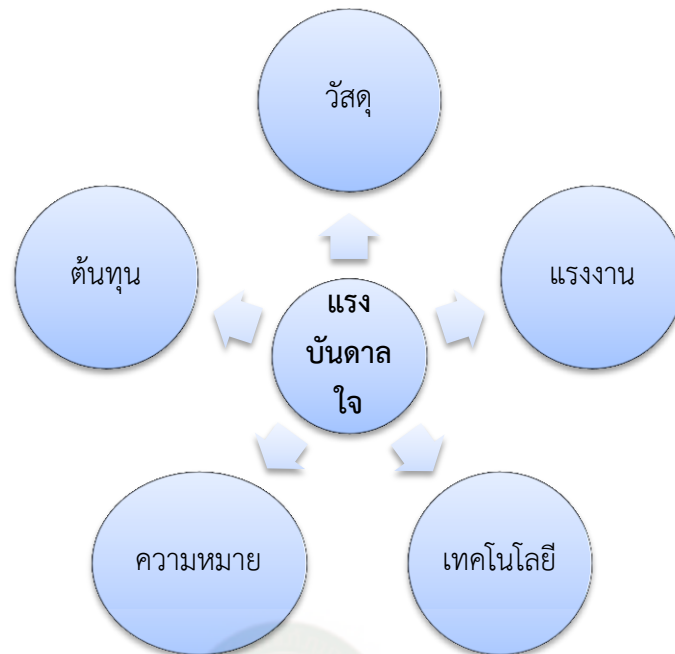 วัสดุ
ต้นทุน
แรงงาน
แรง
บันดาล
ใจ
ความหมาย
เทคโนโลยี